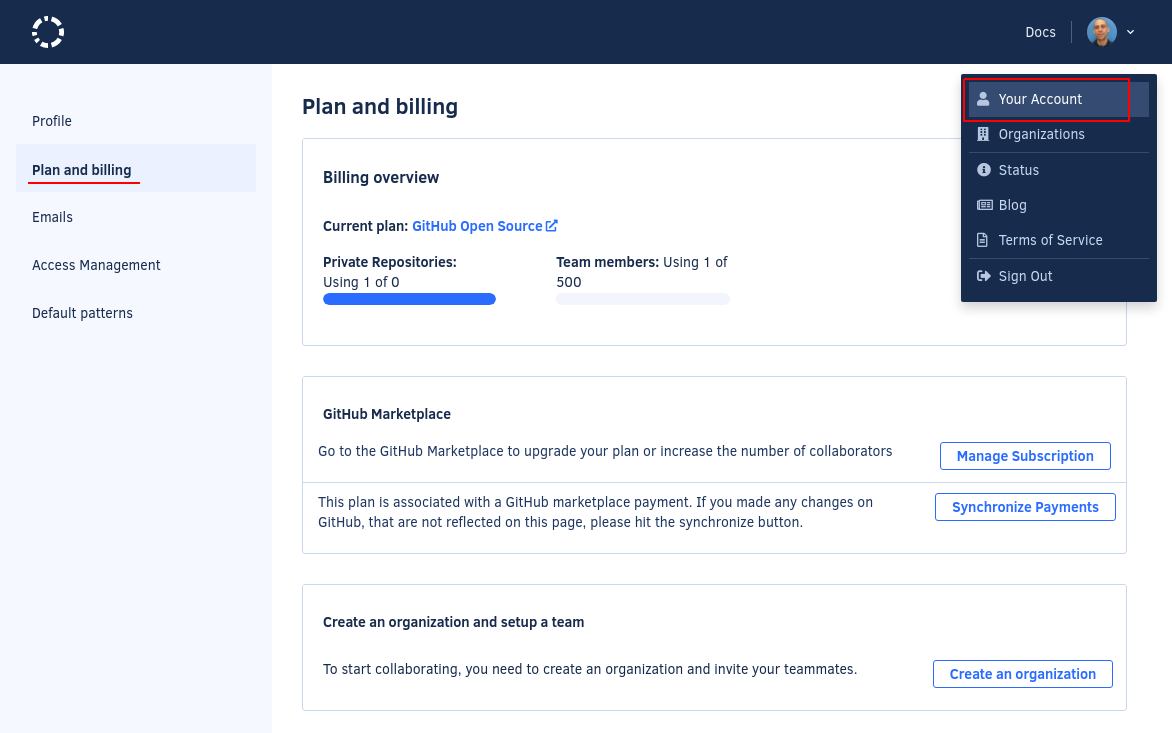 Docs
Your Account
Organizations
Status
Blog
Terms of Service
Sign Out
Profile
Plan and billing
Emails
Access Management
Default patterns
Plan and billing
Billing overview
Current plan: GitHub Open Source
Private Repositories:
Using 1 of 0
Team members: Using 1 of
500
GitHub Marketplace
Go to the GitHub Marketplace to upgrade your plan or increase the number of collaborators
Manage Subscription
This plan is associated with a GitHub marketplace payment. If you made any changes on
GitHub, that are not reflected on this page, please hit the synchronize button.
Synchronize Payments
Create an organization and setup a team
To start collaborating, you need to create an organization and invite your teammates.
Create an organization